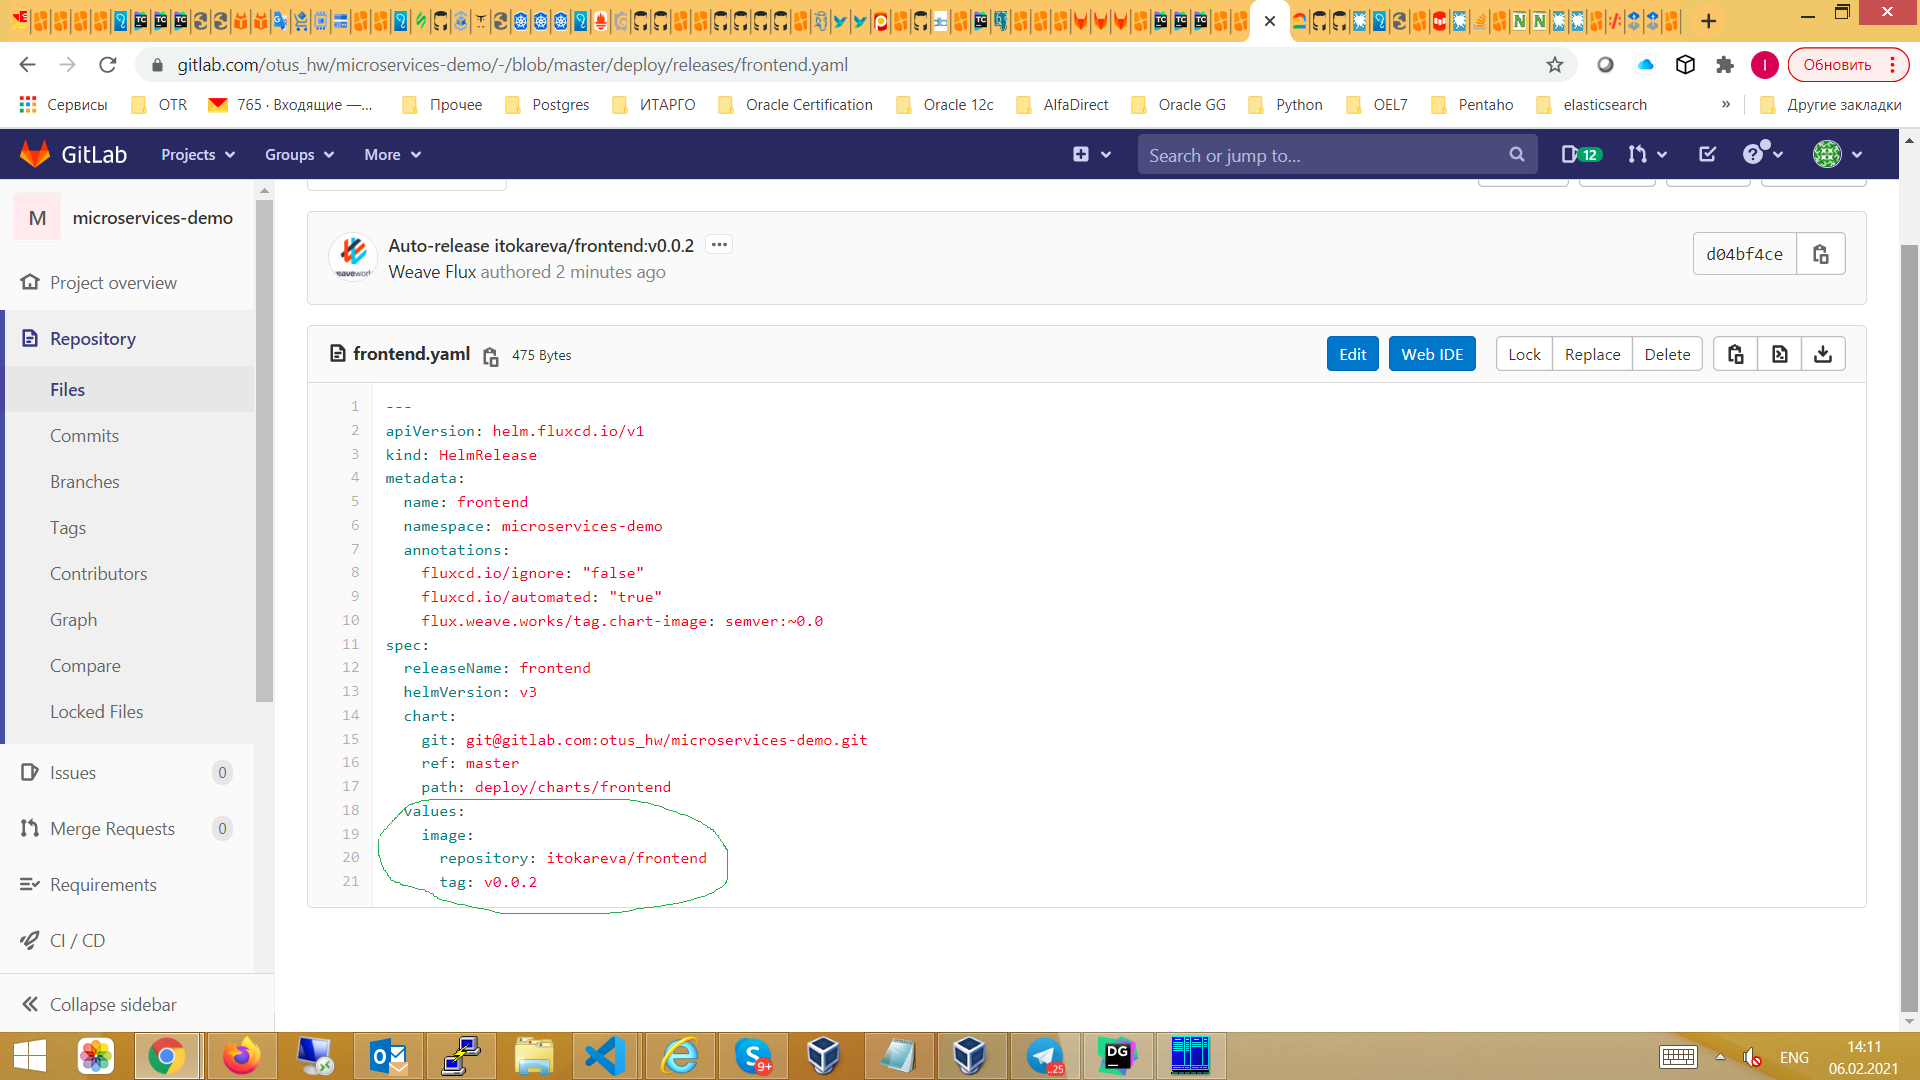 gitlab.com/otus_hw/microservices-demo/-/blob/master/deploy/releases/frontend.yaml
Обновить
Сервисы
OTR
765 · Входящие —...
Прочее
Postgres
ИТАРГО
Oracle Certification
Oracle 12c
AlfaDirect
Oracle GG
Python
OEL7
Pentaho
elasticsearch
»
Другие закладки
GitLab
Projects
Groups
More
Search or jump to...
12
M
microservices-demo
Project overview
Repository
Files
Commits
Branches
Tags
Contributors
Graph
Compare
Locked Files
Issues 0
Merge Requests 0
Requirements
CI / CD
Collapse sidebar
Auto-release itokareva/frontend:v0.0.2
Weave Flux authored 2 minutes ago
d04bf4ce
frontend.yaml 475 Bytes
Edit
Web IDE
Lock
Replace
Delete
1 ---
2 apiVersion: helm.fluxcd.io/v1
3 kind: HelmRelease
4 metadata:
5 name: frontend
6 namespace: microservices-demo
7 annotations:
8 fluxcd.io/ignore: "false"
9 fluxcd.io/automated: "true"
10 flux.weave.works/tag.chart-image: semver:~0.0
11 spec:
12 releaseName: frontend
13 helmVersion: v3
14 chart:
15 git: git@gitlab.com:otus_hw/microservices-demo.git
16 ref: master
17 path: deploy/charts/frontend
18 values:
19 image:
20 repository: itokareva/frontend
21 tag: v0.0.2
9+
..25
DG
ENG
14:11
06.02.2021